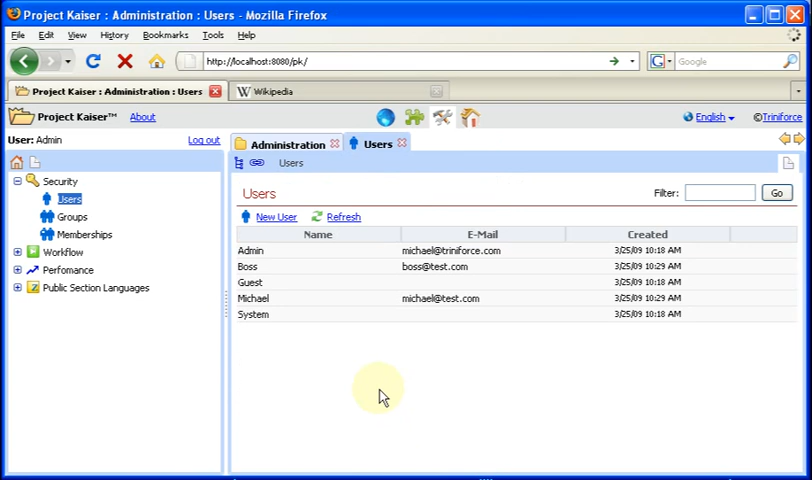 Project Kaiser : Administration : Users - Mozilla Firefox
File Edit View History Bookmarks Tools Help
http://localhost:8080/pk/
G Google
Project Kaiser : Administration : Users W Wikipedia
Project Kaiser™ About English ©Triniforce
User: Admin Log out
Administration Users
Users
Security
Users
Groups
Memberships
Workflow
Perfomance
Public Section Languages
Users Filter: Go
New User Refresh
Name E-Mail Created
Admin michael@triniforce.com 3/25/09 10:18 AM
Boss boss@test.com 3/25/09 10:29 AM
Guest 3/25/09 10:18 AM
Michael michael@test.com 3/25/09 10:29 AM
System 3/25/09 10:18 AM